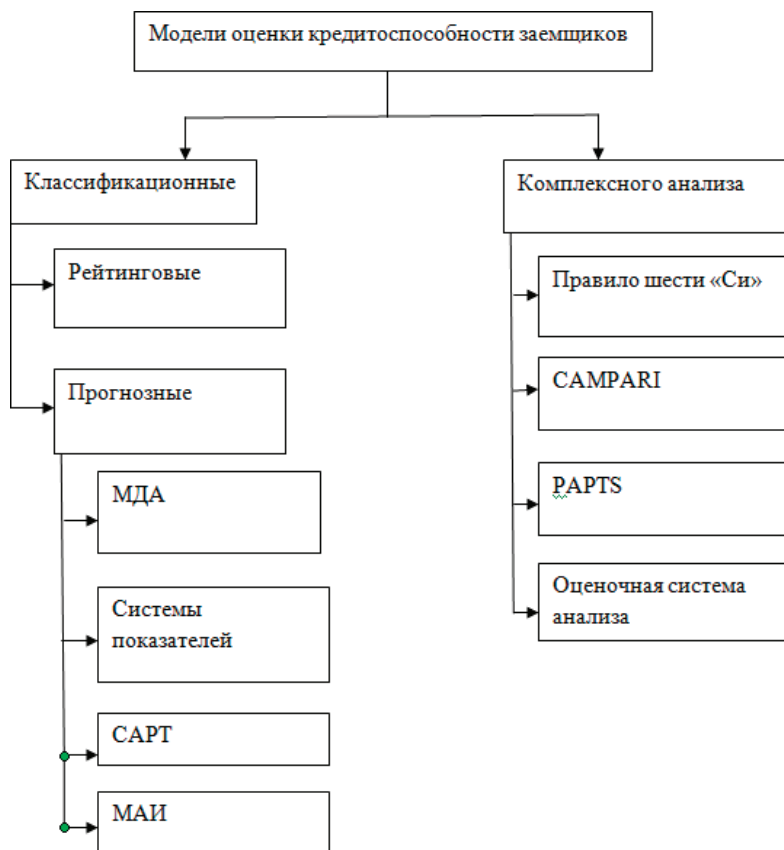 Модели оценки кредитоспособности заемщиков
Классификационные
Рейтинговые
Прогнозные
МДА
Системы
показателей
САРТ
МАИ
Комплексного анализа
Правило шести «Си»
CAMPARI
PAPTS
Оценочная система
анализа